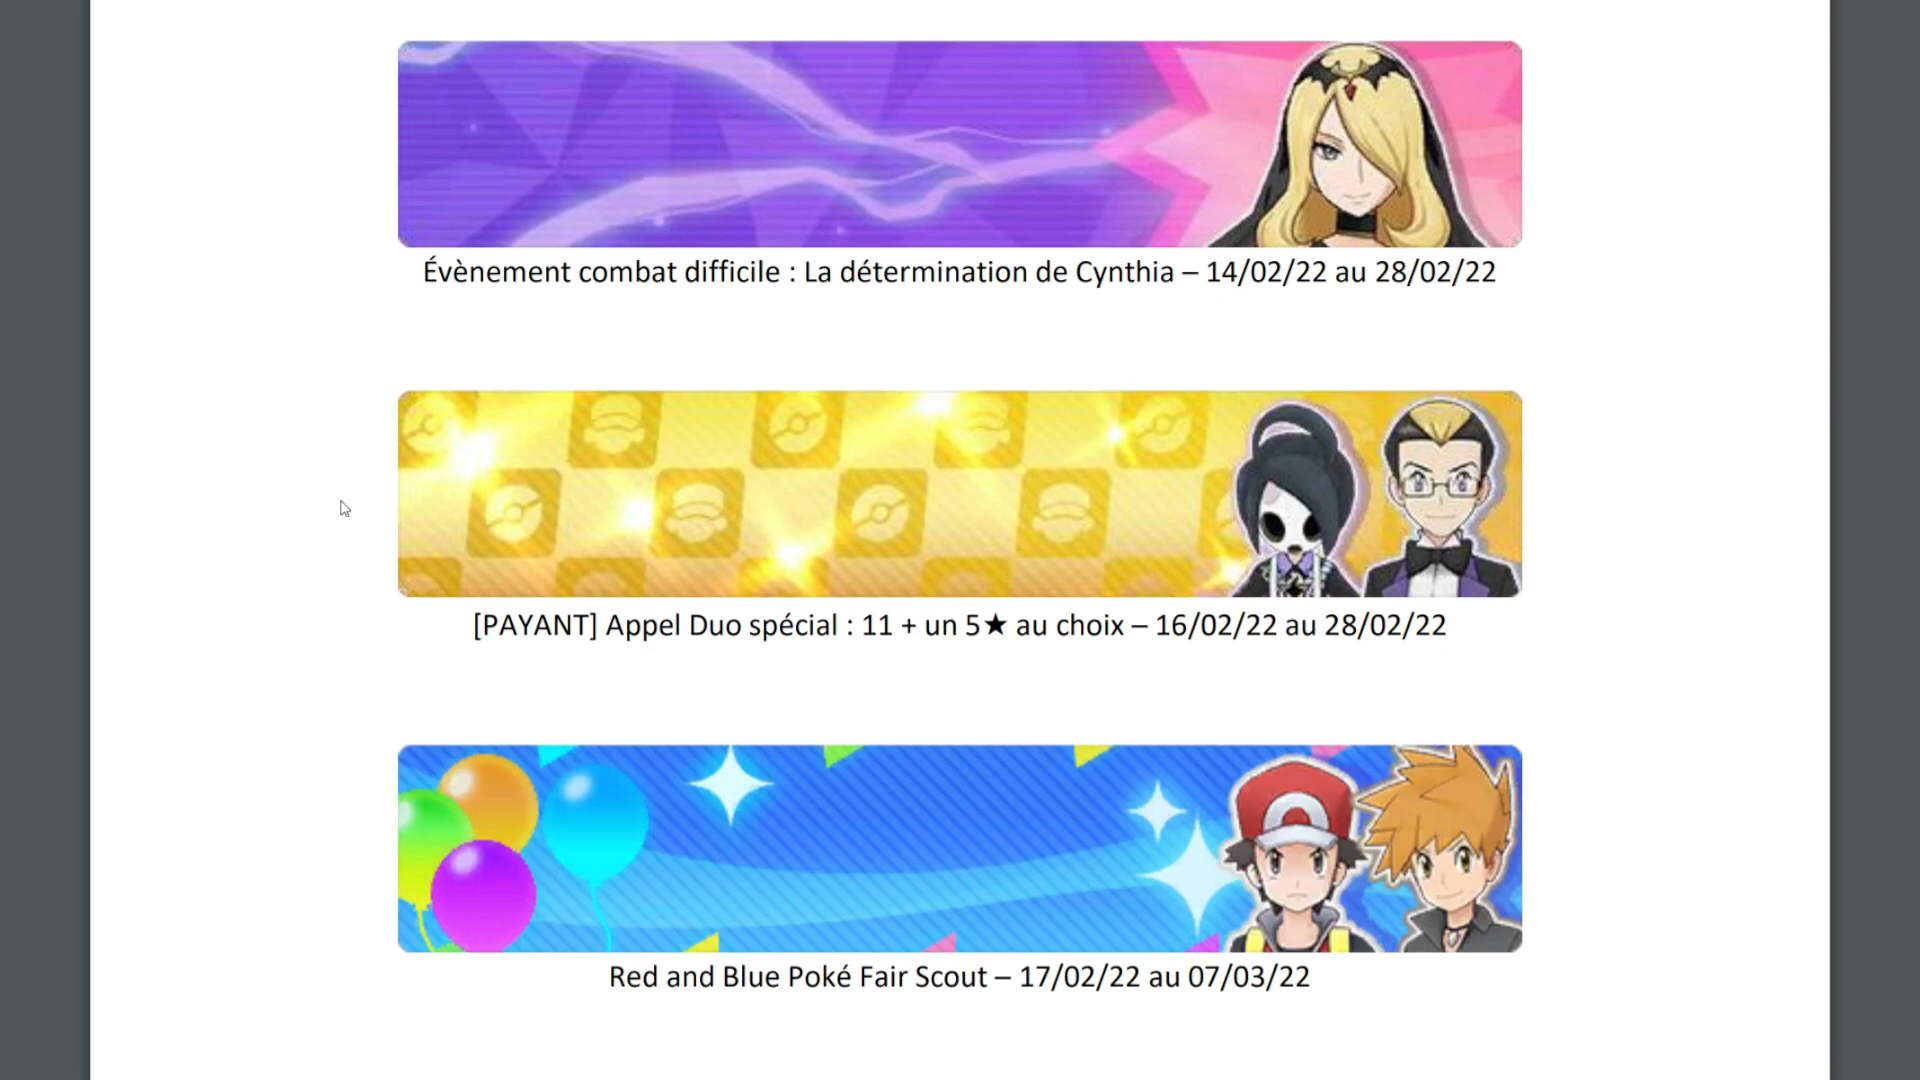 Évènement combat difficile : La détermination de Cynthia – 14/02/22 au 28/02/22
[PAYANT] Appel Duo spécial : 11 + un 5★ au choix – 16/02/22 au 28/02/22
Red and Blue Poké Fair Scout – 17/02/22 au 07/03/22